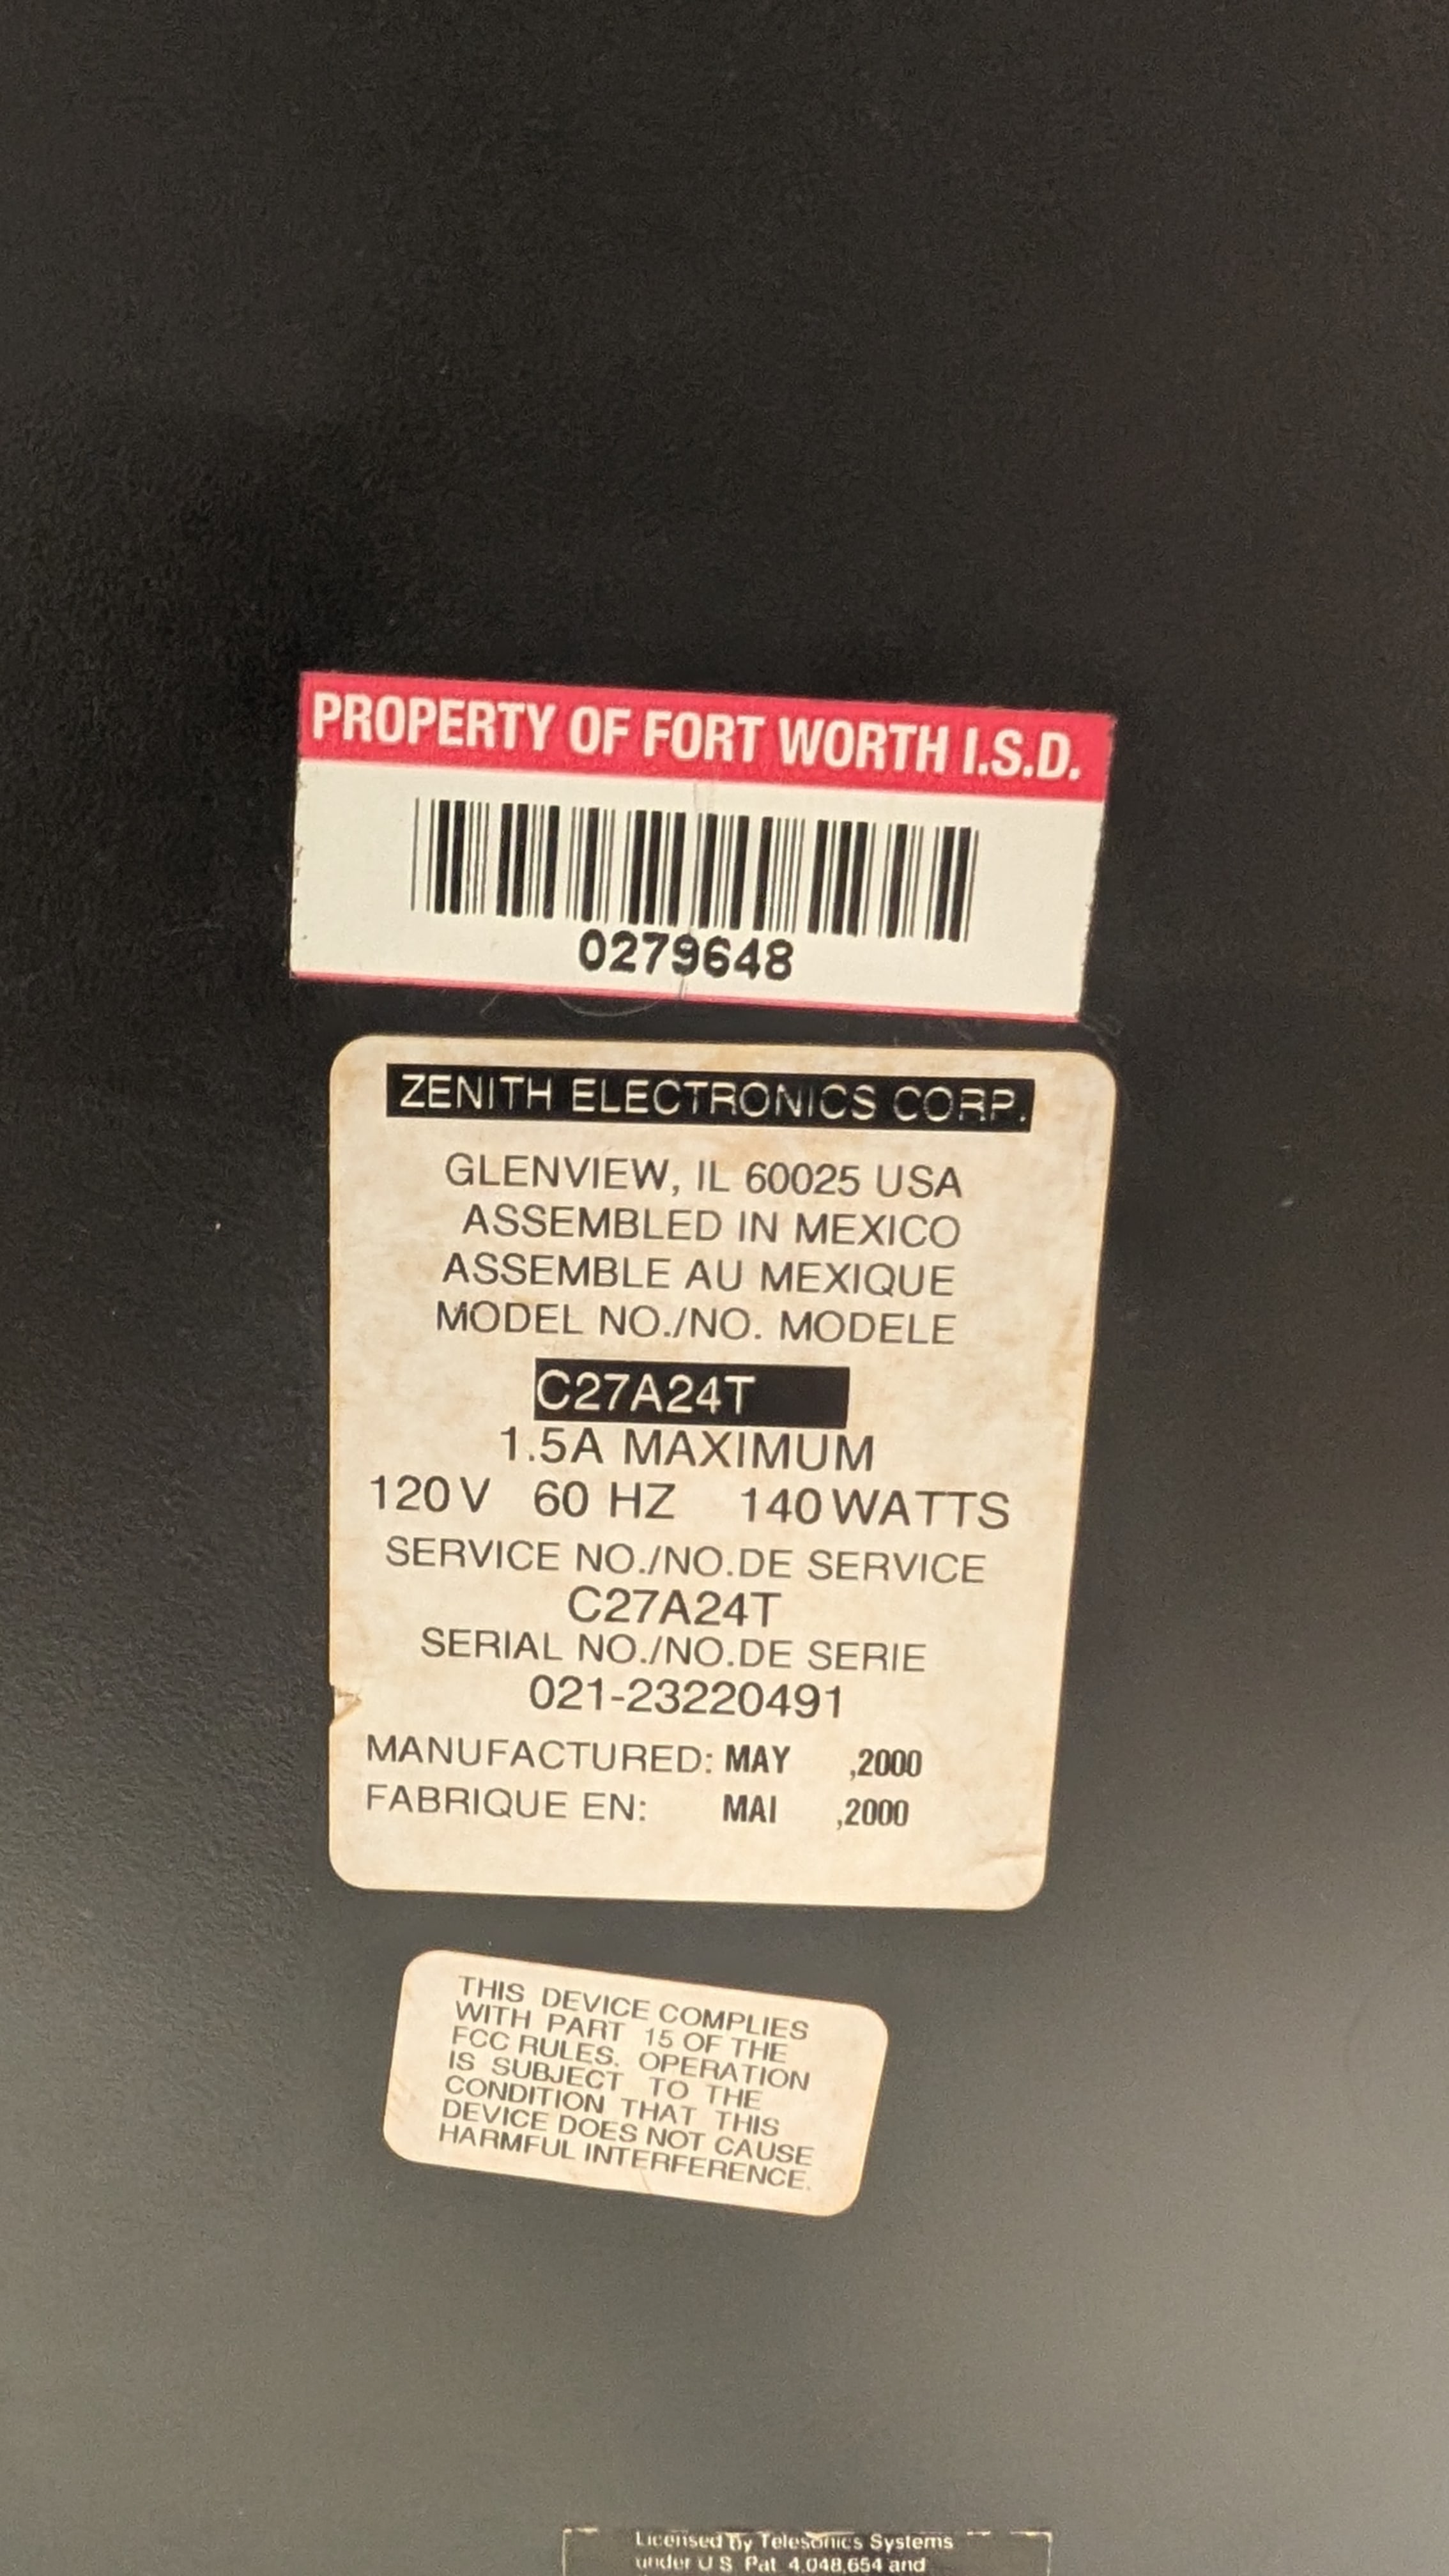 PROPERTY OF FORT WORTH I.S.D.
0279648
ZENITH ELECTRONICS CORP.
GLENVIEW, IL 60025 USA
ASSEMBLED IN MEXICO
ASSEMBLE AU MEXIQUE
MODEL NO./NO. MODELE
C27A24T
1.5A MAXIMUM
120V 60 HZ 140 WATTS
SERVICE NO./NO.DE SERVICE
C27A24T
SERIAL NO./NO.DE SERIE
021-23220491
MANUFACTURED: MAY ,2000
FABRIQUE EN: MAI ,2000
THIS DEVICE COMPLIES
WITH PART 15 OF THE
FCC RULES. OPERATION
IS SUBJECT TO THE
CONDITION THAT THIS
DEVICE DOES NOT CAUSE
HARMFUL INTERFERENCE.
Licensed by Telesonics Systems
under U S Pat 4,048,654 and